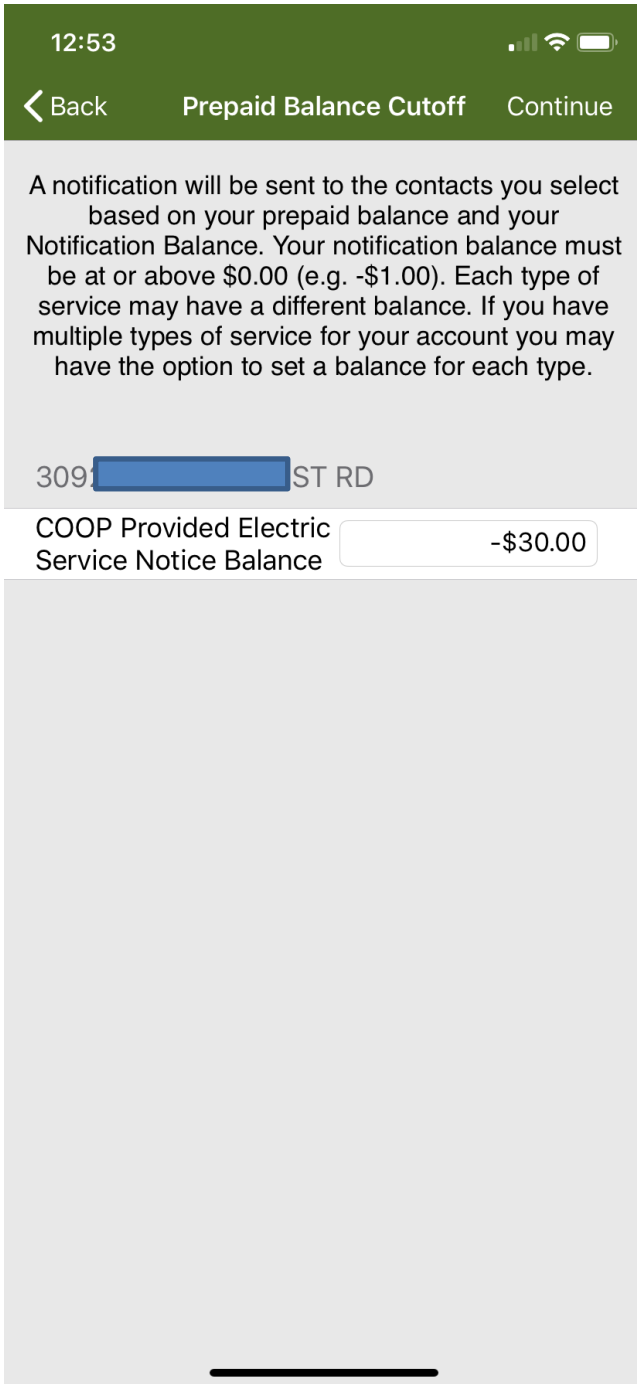 12:53
Back Prepaid Balance Cutoff Continue
A notification will be sent to the contacts you select
based on your prepaid balance and your
Notification Balance. Your notification balance must
be at or above $0.00 (e.g. -$1.00). Each type of
service may have a different balance. If you have
multiple types of service for your account you may
have the option to set a balance for each type.
309 ST RD
COOP Provided Electric
Service Notice Balance
-$30.00